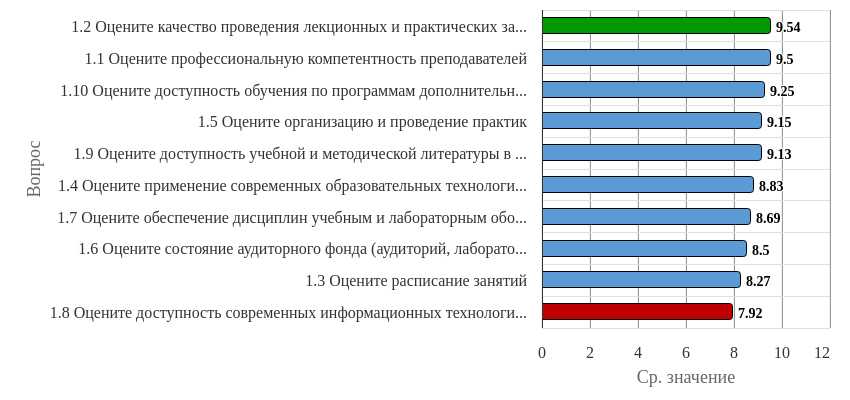 1.2 Оцените качество проведения лекционных и практических за... 9.54
1.1 Оцените профессиональную компетентность преподавателей 9.5
1.10 Оцените доступность обучения по программам дополнительн... 9.25
1.5 Оцените организацию и проведение практик 9.15
1.9 Оцените доступность учебной и методической литературы в ... 9.13
1.4 Оцените применение современных образовательных технологи... 8.83
1.7 Оцените обеспечение дисциплин учебным и лабораторным обо... 8.69
1.6 Оцените состояние аудиторного фонда (аудиторий, лаборато... 8.5
1.3 Оцените расписание занятий 8.27
1.8 Оцените доступность современных информационных технологи... 7.92
Вопрос
0 2 4 6 8 10 12
Ср. значение